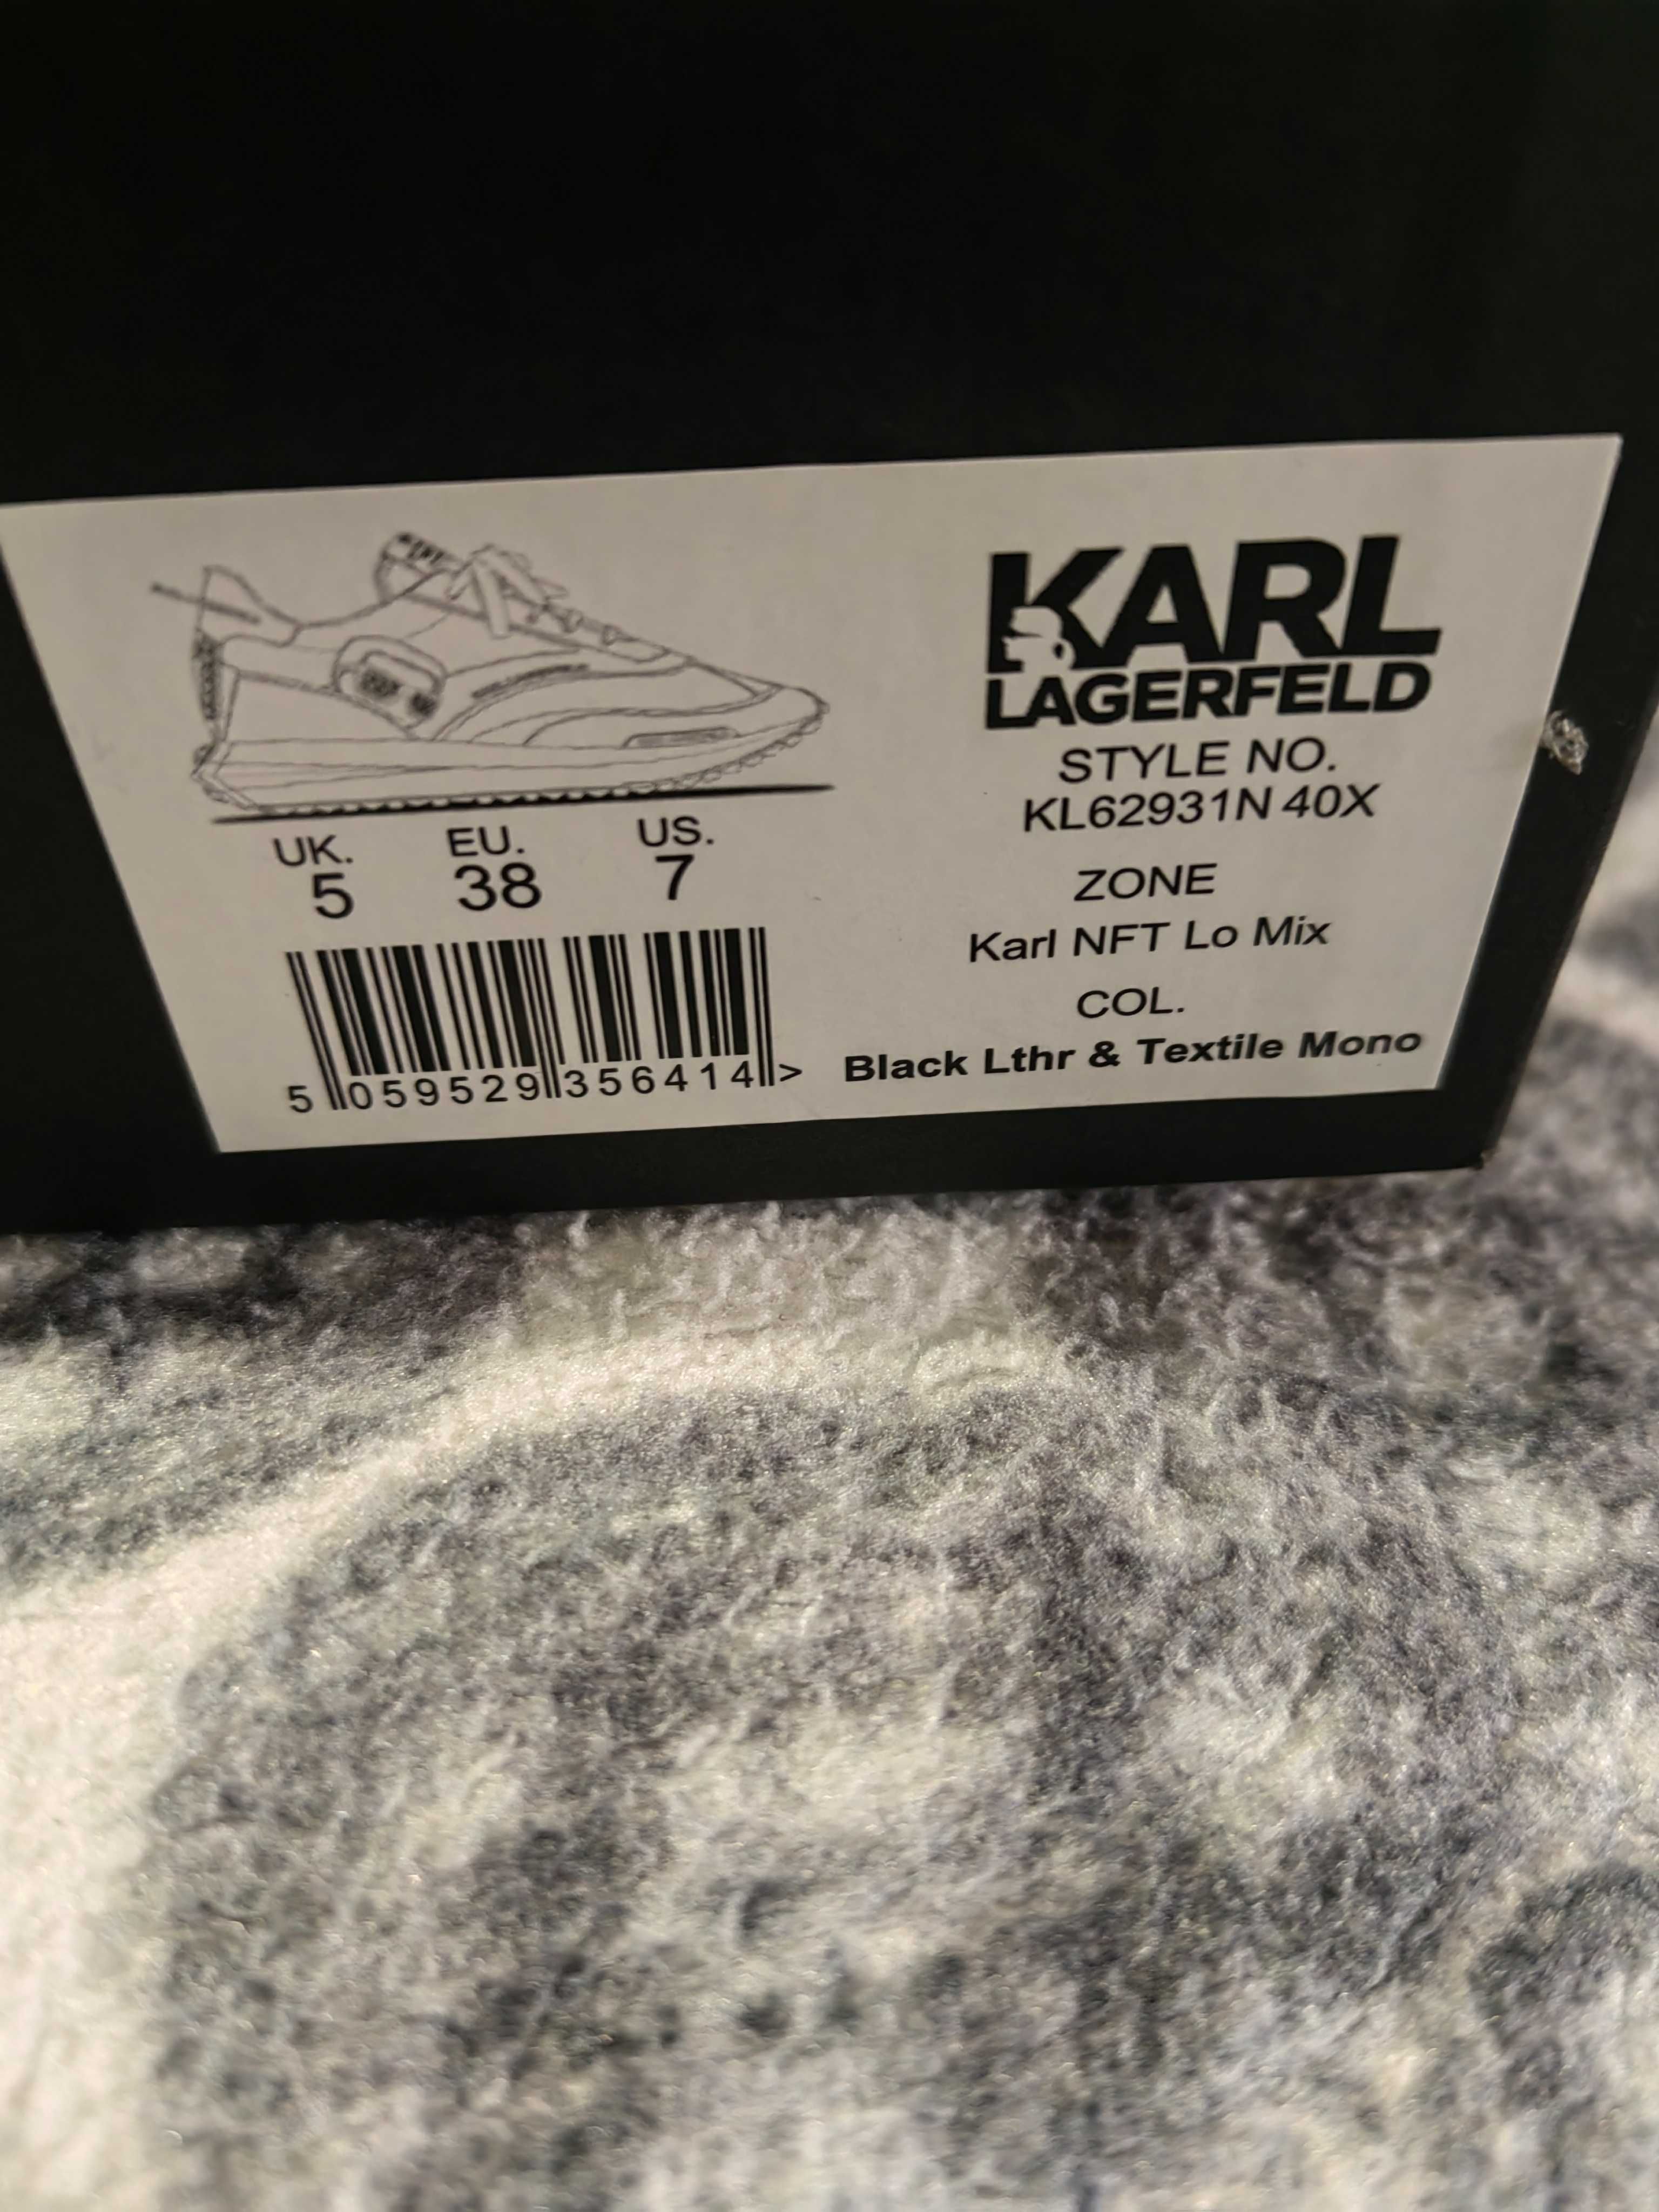 KARL
LAGERFELD
STYLE NO.
KL62931N 40X
ZONE
Karl NFT Lo Mix
COL.
Black Lthr & Textile Mono
UK. EU. US.
5 38 7
5 059529 356414 >